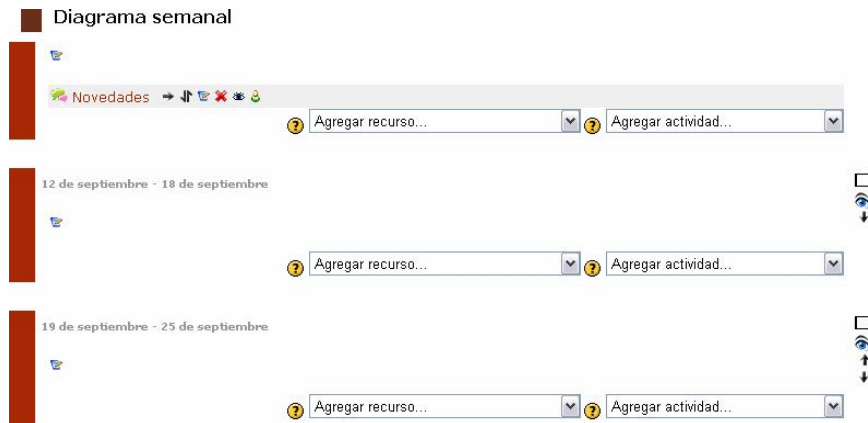 Diagrama semanal
Novedades
? Agregar recurso... ? Agregar actividad...
12 de septiembre - 18 de septiembre
? Agregar recurso... ? Agregar actividad...
19 de septiembre - 25 de septiembre
? Agregar recurso... ? Agregar actividad...